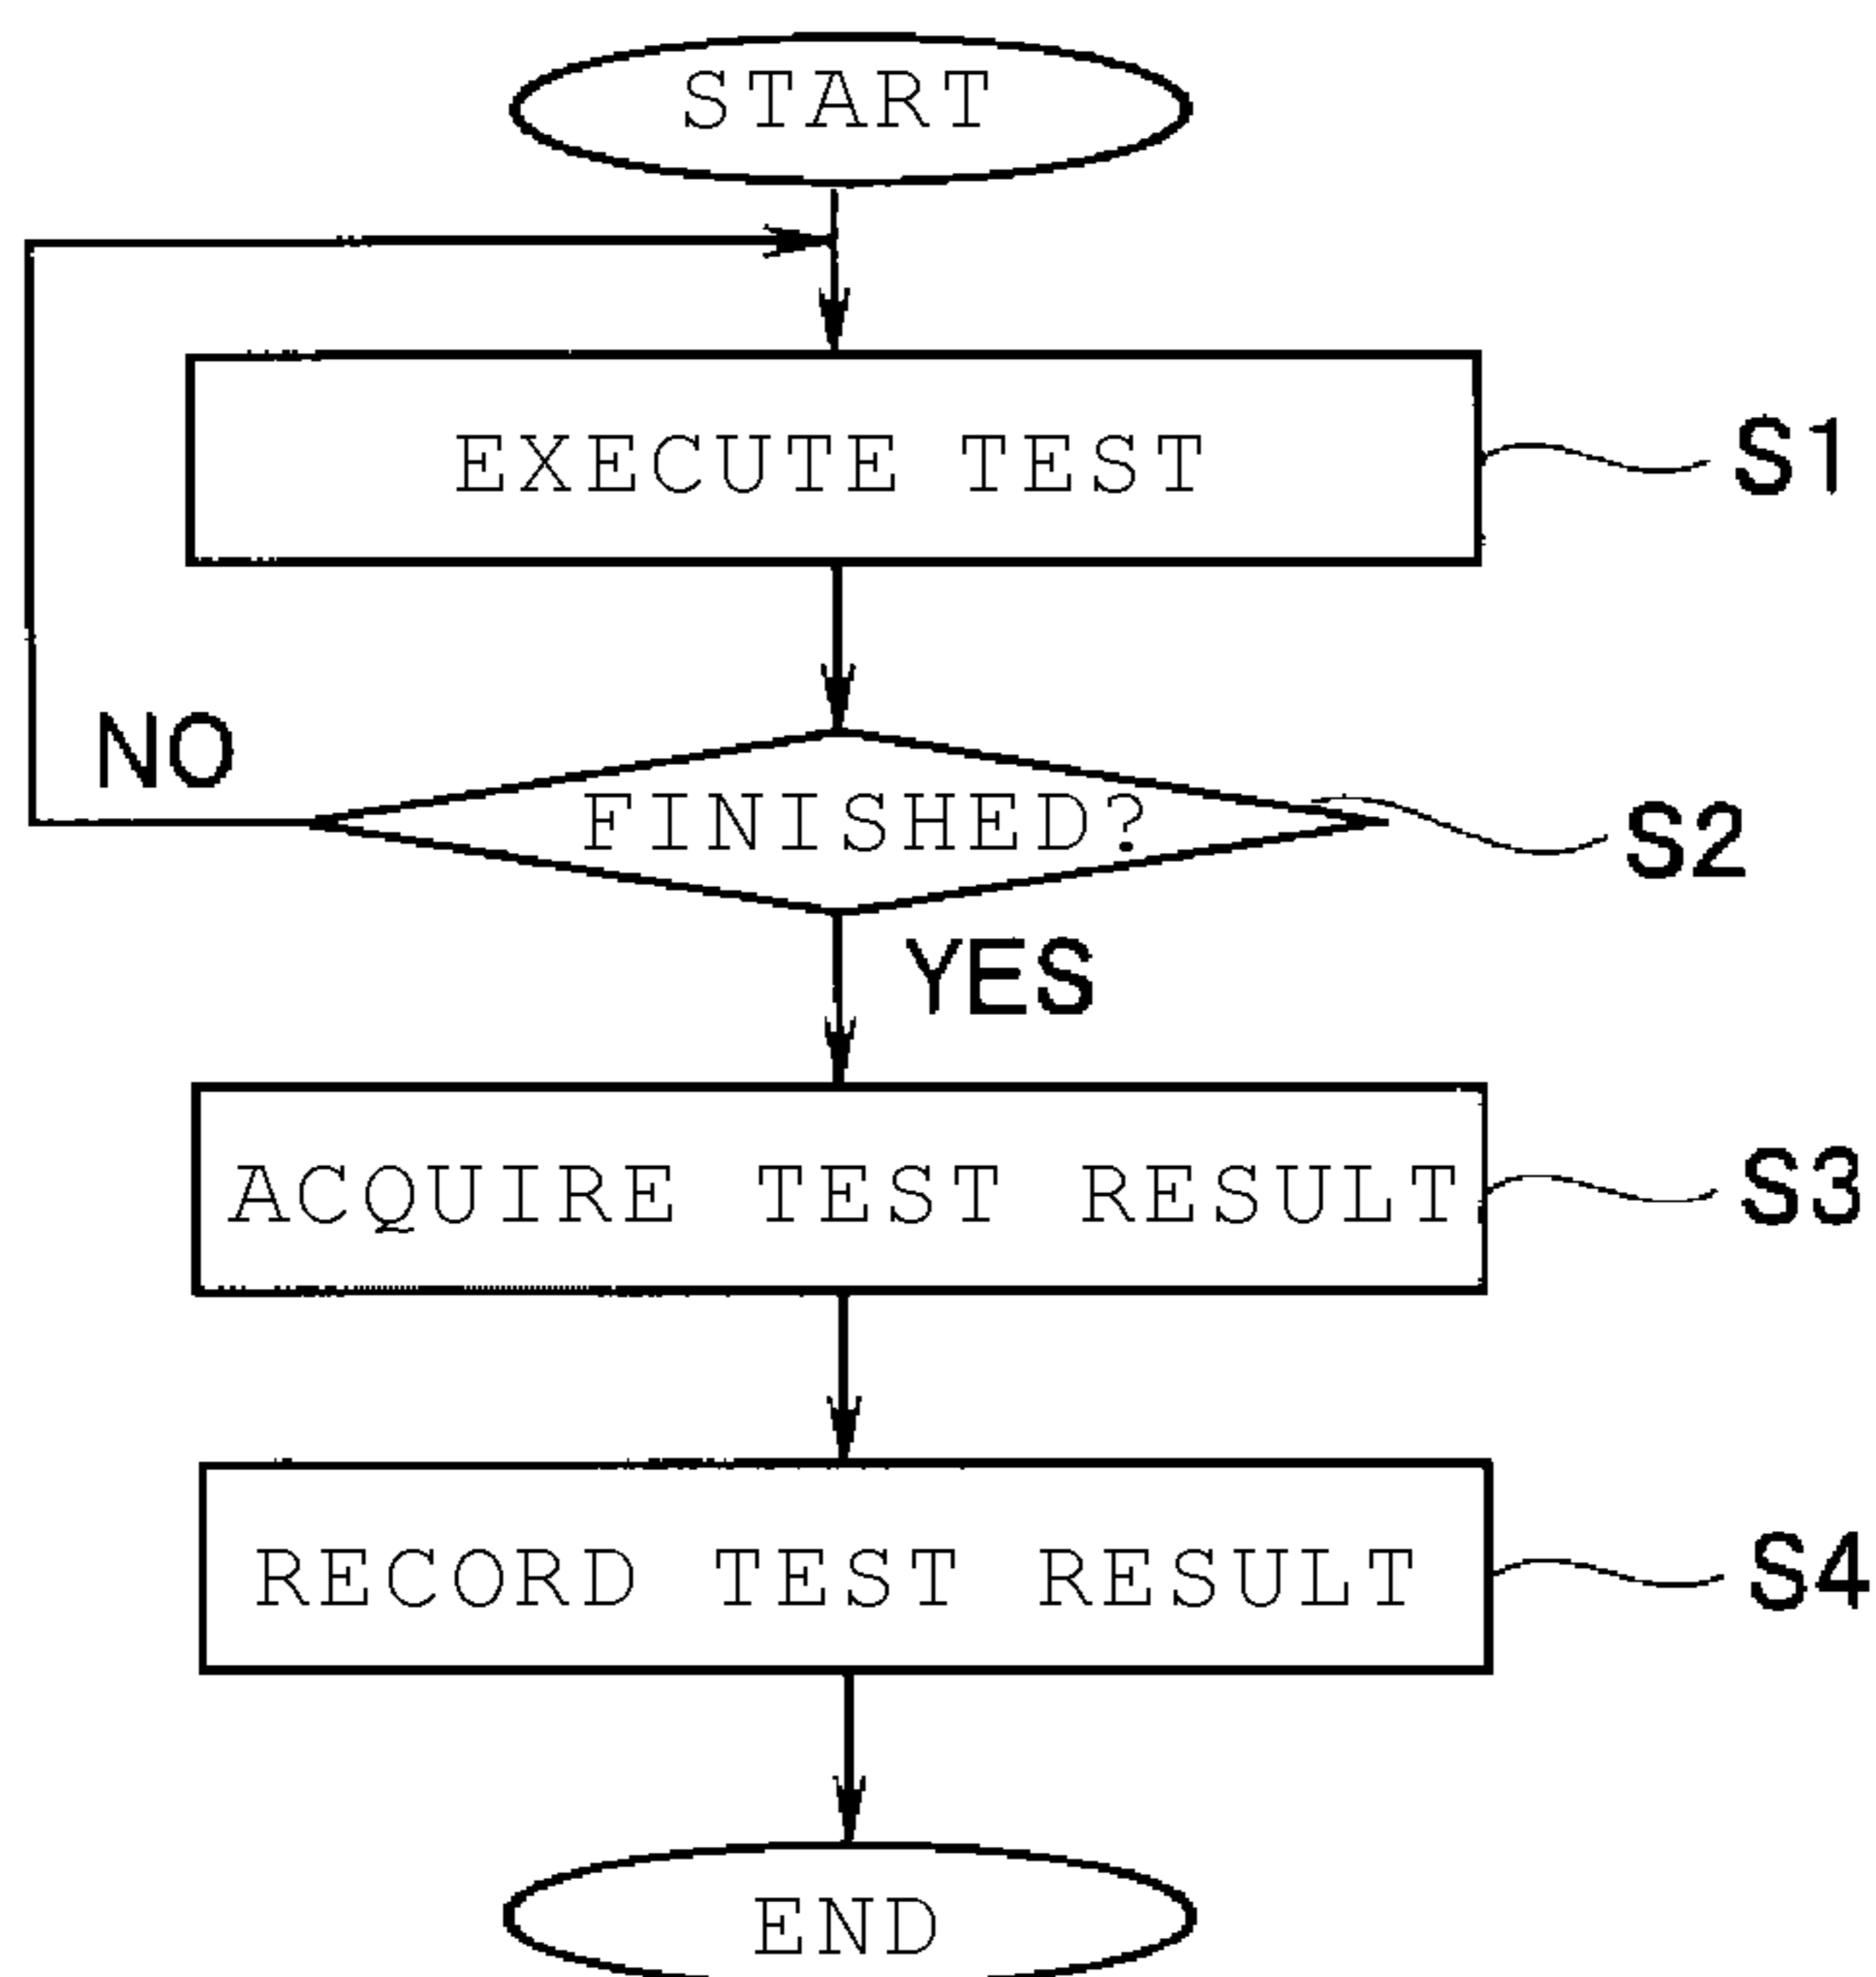 START
EXECUTE TEST S1
NO
FINISHED? S2
YES
ACQUIRE TEST RESULT S3
RECORD TEST RESULT S4
END